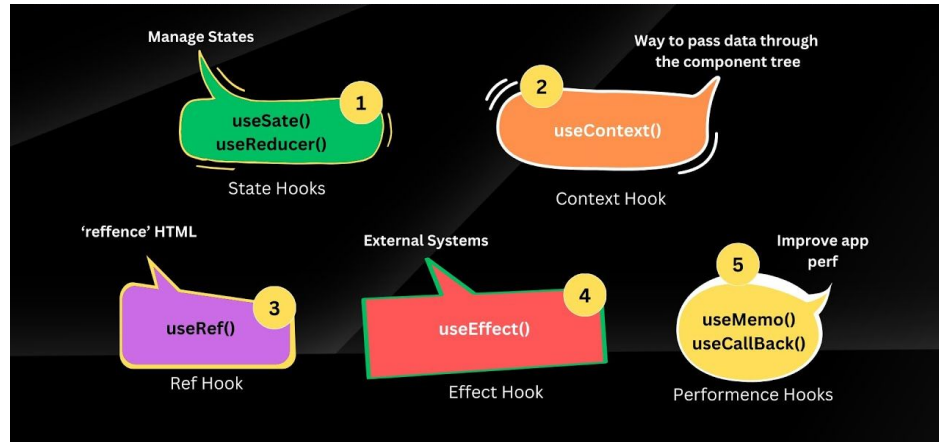 Manage States
1
useSate()
useReducer()
State Hooks
Way to pass data through
the component tree
2
useContext()
Context Hook
‘reffence’ HTML
3
useRef()
Ref Hook
External Systems
4
useEffect()
Effect Hook
Improve app
perf
5
useMemo()
useCallBack()
Performence Hooks